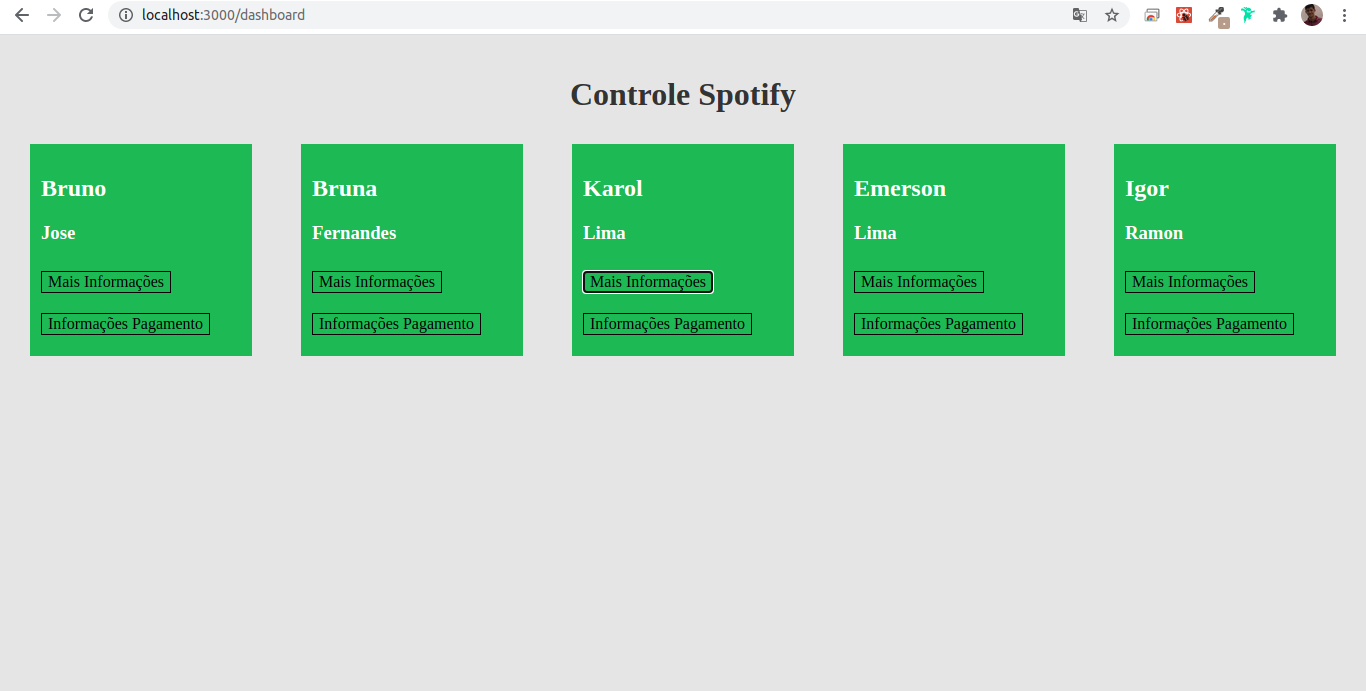 localhost:3000/dashboard
Controle Spotify
Bruno
Jose
Mais Informações
Informações Pagamento
Bruna
Fernandes
Mais Informações
Informações Pagamento
Karol
Lima
Mais Informações
Informações Pagamento
Emerson
Lima
Mais Informações
Informações Pagamento
Igor
Ramon
Mais Informações
Informações Pagamento